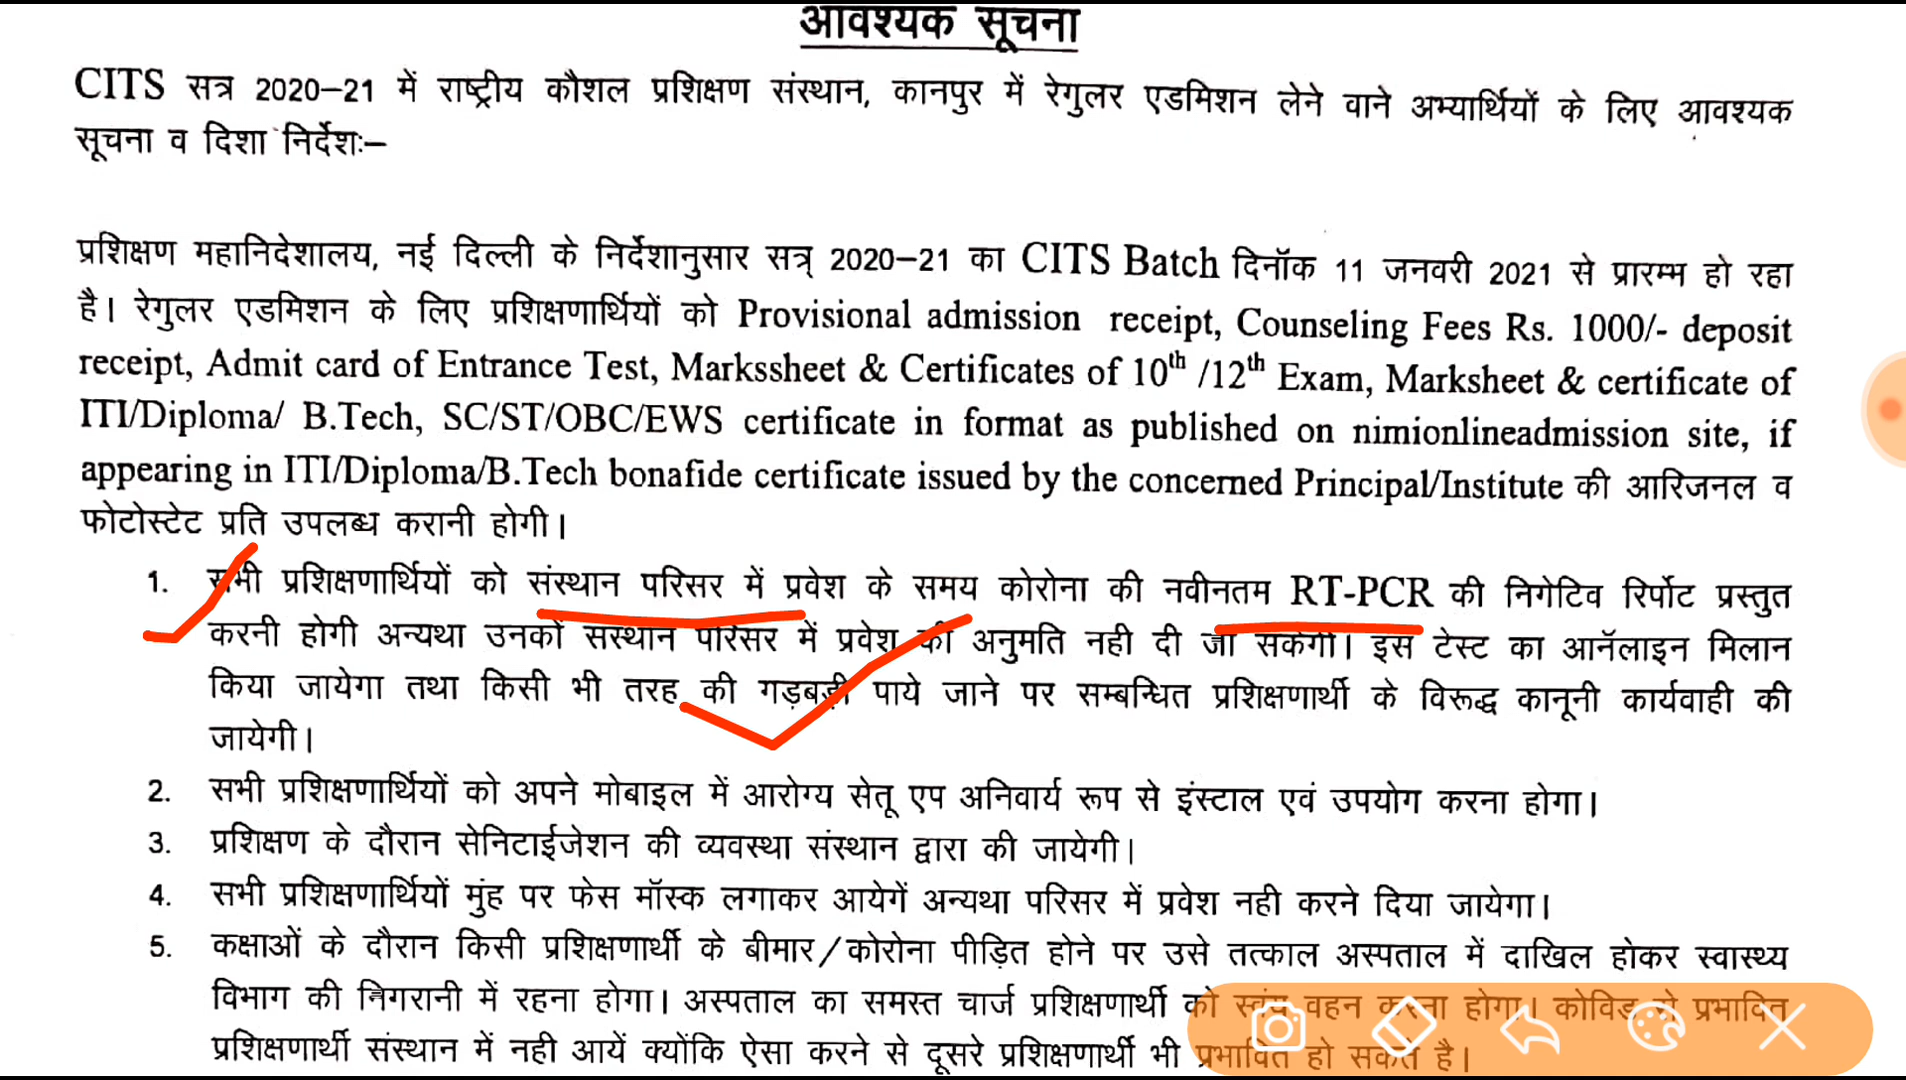 आवश्यक सूचना
CITS सत्र 2020–21 में राष्ट्रीय कौशल प्रशिक्षण संस्थान, कानपुर में रेगुलर एडमिशन लेने वाने अभ्यार्थियों के लिए आवश्यक
सूचना व दिशा निर्देशः–
प्रशिक्षण महानिदेशालय, नई दिल्ली के निर्देशानुसार सत्र् 2020–21 का CITS Batch दिनॉक 11 जनवरी 2021 से प्रारम्भ हो रहा
है। रेगुलर एडमिशन के लिए प्रशिक्षणार्थियों को Provisional admission receipt, Counseling Fees Rs. 1000/- deposit
receipt, Admit card of Entrance Test, Markssheet & Certificates of 10th /12th Exam, Marksheet & certificate of
ITI/Diploma/ B.Tech, SC/ST/OBC/EWS certificate in format as published on nimionlineadmission site, if
appearing in ITI/Diploma/B.Tech bonafide certificate issued by the concerned Principal/Institute की आरिजनल व
फोटोस्टेट प्रति उपलब्ध करानी होगी।
1. सभी प्रशिक्षणार्थियों को संस्थान परिसर में प्रवेश के समय कोरोना की नवीनतम RT-PCR की निगेटिव रिर्पोट प्रस्तुत
करनी होगी अन्यथा उनको संस्थान परिसर में प्रवेश की अनुमति नही दी जा सकेगी। इस टेस्ट का आनॅलाइन मिलान
किया जायेगा तथा किसी भी तरह की गड़बड़ी पाये जाने पर सम्बन्धित प्रशिक्षणार्थी के विरूद्ध कानूनी कार्यवाही की
जायेगी।
2. सभी प्रशिक्षणार्थियों को अपने मोबाइल में आरोग्य सेतू एप अनिवार्य रूप से इंस्टाल एवं उपयोग करना होगा।
3. प्रशिक्षण के दौरान सेनिटाईजेशन की व्यवस्था संस्थान द्वारा की जायेगी।
4. सभी प्रशिक्षणार्थियों मुंह पर फेस मॉस्क लगाकर आयेगें अन्यथा परिसर में प्रवेश नही करने दिया जायेगा।
5. कक्षाओं के दौरान किसी प्रशिक्षणार्थी के बीमार/कोरोना पीड़ित होने पर उसे तत्काल अस्पताल में दाखिल होकर स्वास्थ्य
विभाग की निगरानी में रहना होगा। अस्पताल का समस्त चार्ज प्रशिक्षणार्थी को स्वंय वहन करना होगा। कोविड से प्रभावित
प्रशिक्षणार्थी संस्थान में नही आयें क्योंकि ऐसा करने से दूसरे प्रशिक्षणार्थी भी प्रभावित हो सकते है।